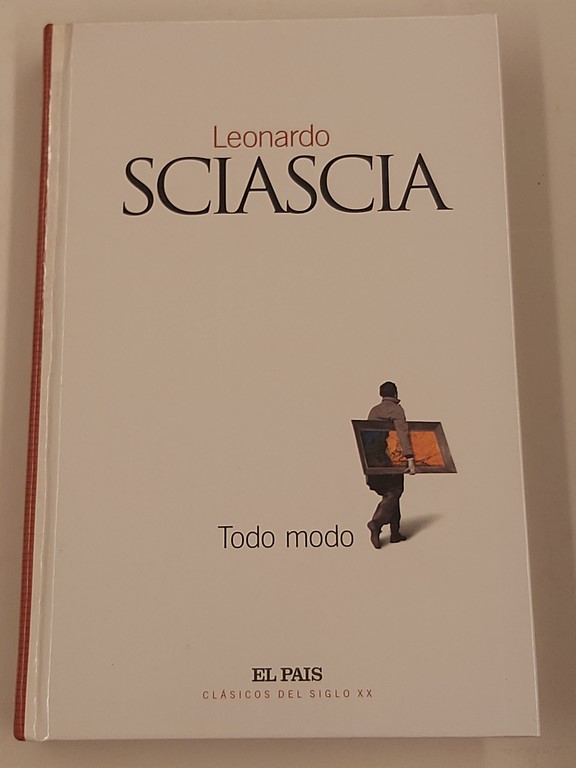 Leonardo
SCIASCIA
Todo modo
EL PAIS
CLÁSICOS DEL SIGLO XX